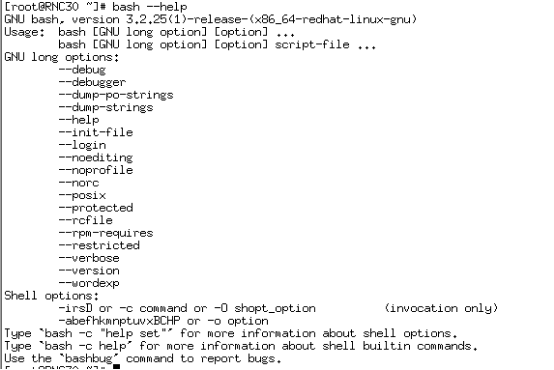 [root@RNC30 ~]# bash --help
GNU bash, version 3.2.25(1)-release-(x86_64-redhat-linux-gnu)
Usage:  bash [GNU long option] [option] ...
        bash [GNU long option] [option] script-file ...
GNU long options:
        --debug
        --debugger
        --dump-po-strings
        --dump-strings
        --help
        --init-file
        --login
        --noediting
        --noprofile
        --norc
        --posix
        --protected
        --rcfile
        --rpm-requires
        --restricted
        --verbose
        --version
        --wordexp
Shell options:
        -irsD or -c command or -O shopt_option          (invocation only)
        -abefhkmnptuvxBCHP or -o option
Type `bash -c "help set"' for more information about shell options.
Type `bash -c help' for more information about shell builtin commands.
Use the `bashbug' command to report bugs.
[root@RNC30 ~]#